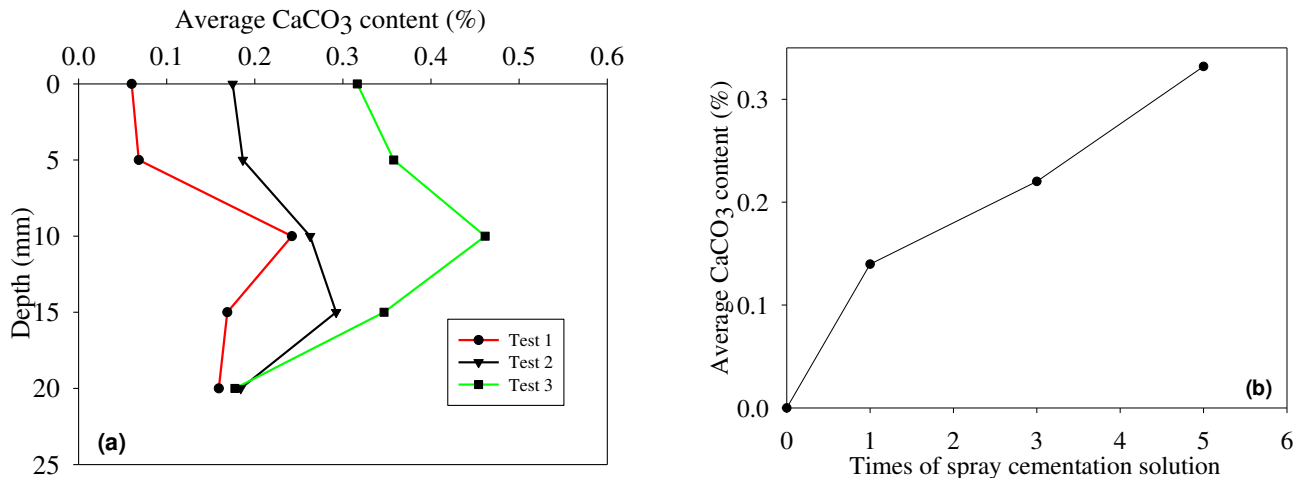 Average CaCO3 content (%)
0.0 0.1 0.2 0.3 0.4 0.5 0.6
0
5
10
15
20
25
Depth (mm)
Test 1
Test 2
Test 3
(a)
Average CaCO3 content (%)
0.3
0.2
0.1
0.0
(b)
0 1 2 3 4 5 6
Times of spray cementation solution